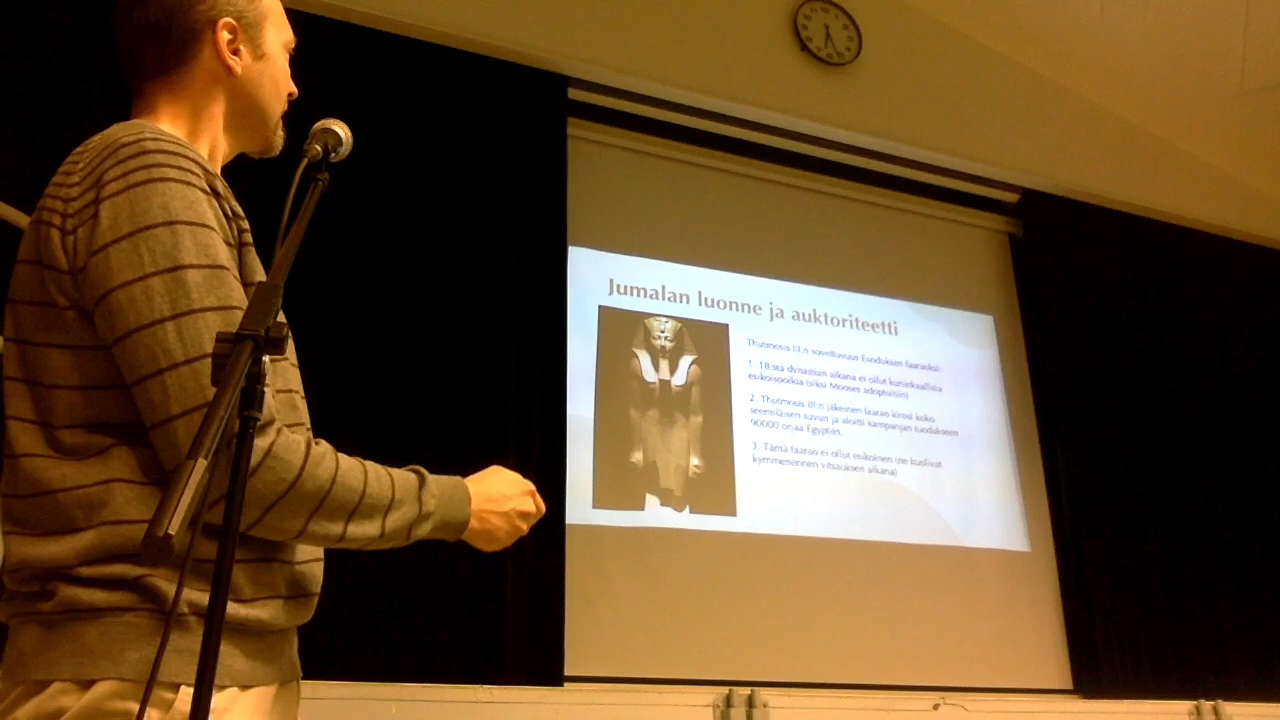 Jumalan luonne ja auktoriteetti
Thutmosis III:n soveltuvuus Exoduksen faaraoksi:
1. 18:sta dynastian aikana ei ollut kuninkaallisia
esikoispoikia (siksi Mooses adoptoitiin)
2. Thutmosis III:n jälkeinen faarao kirosi koko
seemiläisen suvun ja aloitti kampanjan tuodakseen
90000 orjaa Egyptiin.
3. Tämä faarao ei ollut esikoinen (ne kuolivat
kymmenennen vitsauksen aikana)